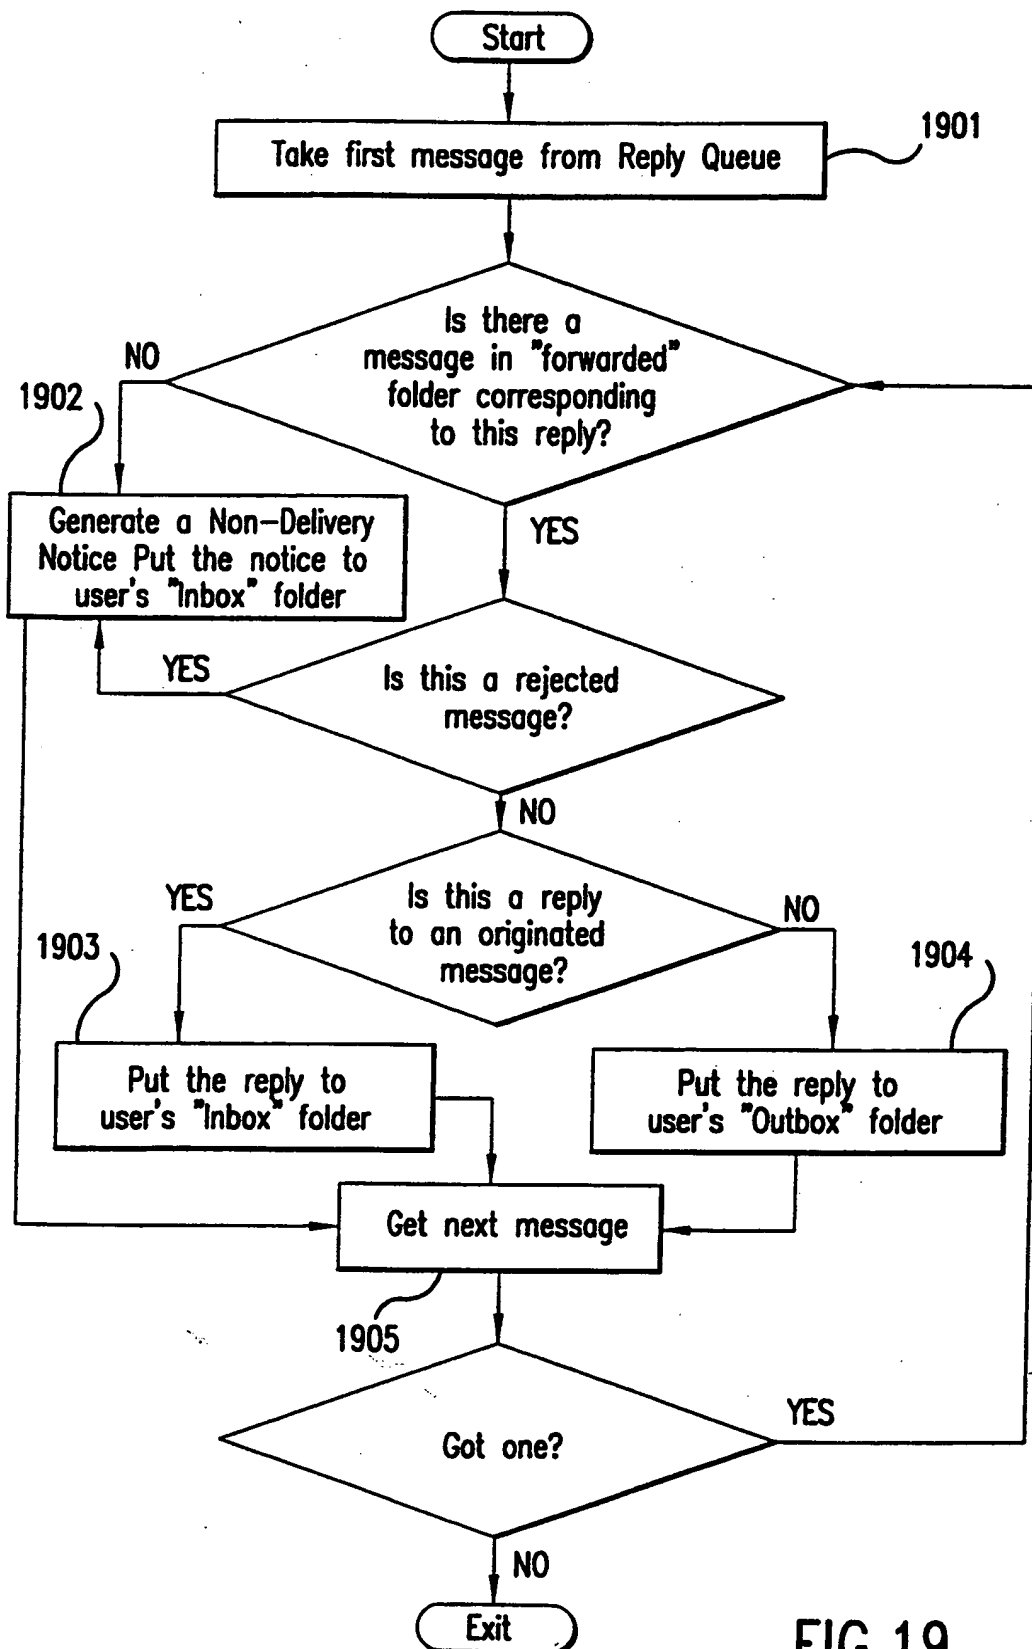 Start
Take first message from Reply Queue
1901
Is there a
message in "forwarded"
folder corresponding
to this reply?
NO
1902
YES
Generate a Non-Delivery
Notice Put the notice to
user's "Inbox" folder
YES
Is this a rejected
message?
NO
YES
Is this a reply
to an originated
message?
NO
1903
1904
Put the reply to
user's "Inbox" folder
Put the reply to
user's "Outbox" folder
Get next message
1905
Got one?
YES
NO
Exit
FIG.19